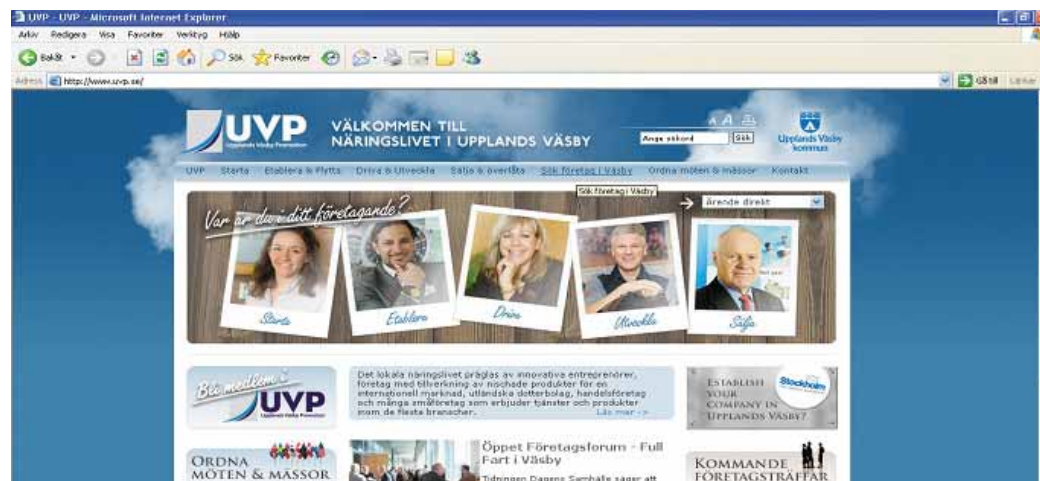 UVP - UVP - Microsoft Internet Explorer
Arkiv Redigera Visa Favoriter Verktyg Hjälp
Bakåt Sök Favoriter
Adress http://www.uvp.se/ Gå till Länkar
UVP
Upplands Väsby Promotion
VÄLKOMMEN TILL
NÄRINGSLIVET I UPPLANDS VÄSBY
A A
Ange sökord Sök
Upplands Väsby
kommun
UVP Starta Etablera & Flytta Driva & Utveckla Sälja & överlåta Sök företag i Väsby Ordna möten & mässor Kontakt
Sök företag i Väsby
Ärende direkt
Var är du i ditt företagande?
Starta
Etablera
Driva
Utveckla
Sälja
Bli medlem i
UVP
Upplands Väsby Promotion
Det lokala näringslivet präglas av innovativa entreprenörer,
företag med tillverkning av nischade produkter för en
internationell marknad, utländska dotterbolag, handelsföretag
och många småföretag som erbjuder tjänster och produkter
inom de flesta branscher. Läs mer ->
ESTABLISH
YOUR
COMPANY IN
UPPLANDS VÄSBY?
Stockholm
ORDNA
MÖTEN & MÄSSOR
Öppet Företagsforum - Full
Fart i Väsby
Tidningen Dagens Samhälle säger att
KOMMANDE
FÖRETAGSTRÄFFAR